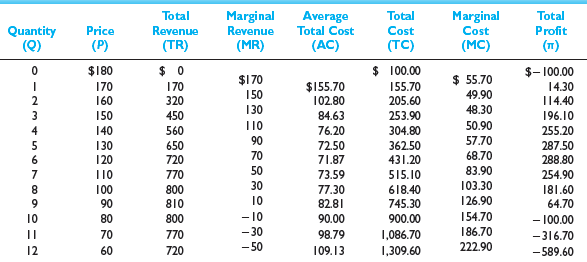 Total Marginal Average Total Marginal Total
Quantity Price Revenue Revenue Total Cost Cost Cost Profit
(Q) (P) (TR) (MR) (AC) (TC) (MC) (π)
0 $180 $ 0 $ 100.00 $–100.00
$170 $ 55.70
1 170 170 $155.70 155.70 14.30
150 49.90
2 160 320 102.80 205.60 114.40
130 48.30
3 150 450 84.63 253.90 196.10
110 50.90
4 140 560 76.20 304.80 255.20
90 57.70
5 130 650 72.50 362.50 287.50
70 68.70
6 120 720 71.87 431.20 288.80
50 83.90
7 110 770 73.59 515.10 254.90
30 103.30
8 100 800 77.30 618.40 181.60
10 126.90
9 90 810 82.81 745.30 64.70
–10 154.70
10 80 800 90.00 900.00 –100.00
–30 186.70
11 70 770 98.79 1,086.70 –316.70
–50 222.90
12 60 720 109.13 1,309.60 –589.60